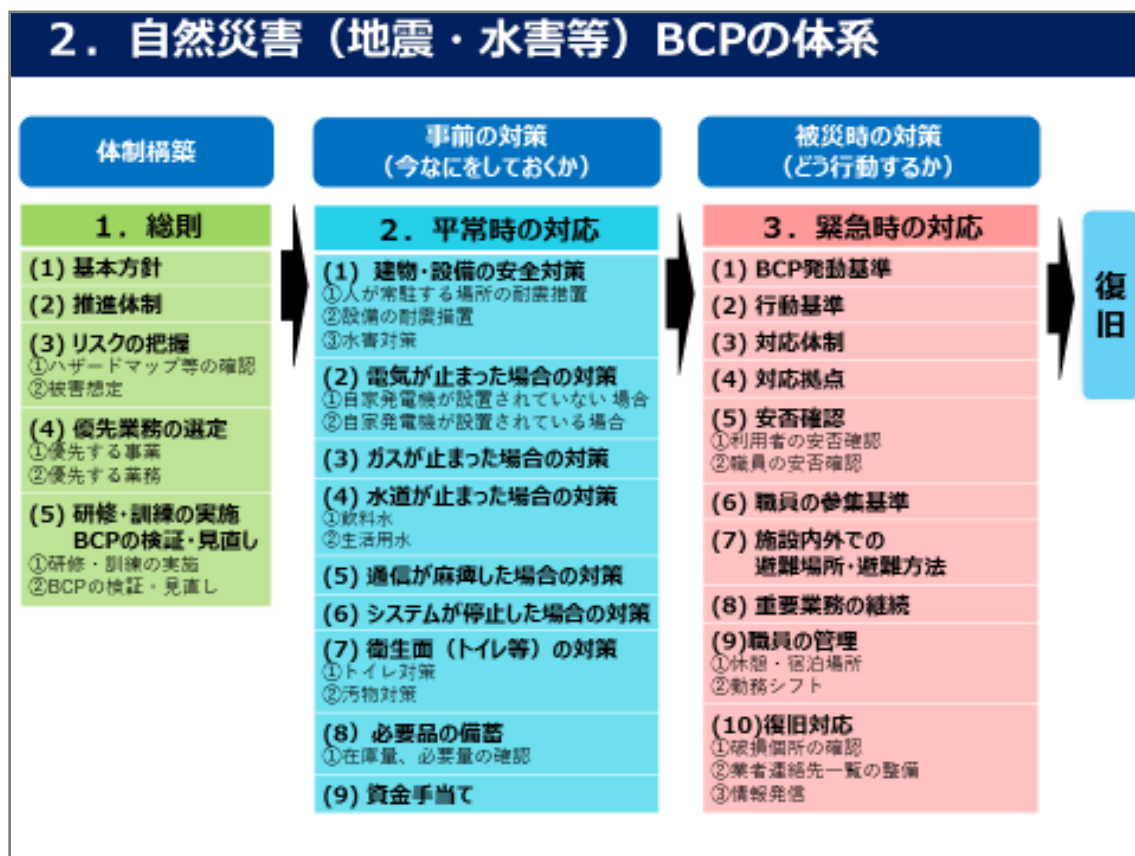 2．自然災害（地震・水害等）BCPの体系
体制構築
1．総則
(1) 基本方針
(2) 推進体制
(3) リスクの把握
①ハザードマップ等の確認
②被害想定
(4) 優先業務の選定
①優先する事業
②優先する業務
(5) 研修・訓練の実施
BCPの検証・見直し
①研修・訓練の実施
②BCPの検証・見直し
事前の対策
（今なにをしておくか）
2．平常時の対応
(1) 建物・設備の安全対策
①人が常駐する場所の耐震措置
②設備の耐震措置
③水害対策
(2) 電気が止まった場合の対策
①自家発電機が設置されていない 場合
②自家発電機が設置されている場合
(3) ガスが止まった場合の対策
(4) 水道が止まった場合の対策
①飲料水
②生活用水
(5) 通信が麻痺した場合の対策
(6) システムが停止した場合の対策
(7) 衛生面（トイレ等）の対策
①トイレ対策
②汚物対策
(8) 必要品の備蓄
①在庫量、必要量の確認
(9) 資金手当て
被災時の対策
（どう行動するか）
3．緊急時の対応
(1) BCP発動基準
(2) 行動基準
(3) 対応体制
(4) 対応拠点
(5) 安否確認
①利用者の安否確認
②職員の安否確認
(6) 職員の参集基準
(7) 施設内外での
避難場所・避難方法
(8) 重要業務の継続
(9)職員の管理
①休憩・宿泊場所
②勤務シフト
(10)復旧対応
①破損個所の確認
②業者連絡先一覧の整備
③情報発信
復旧